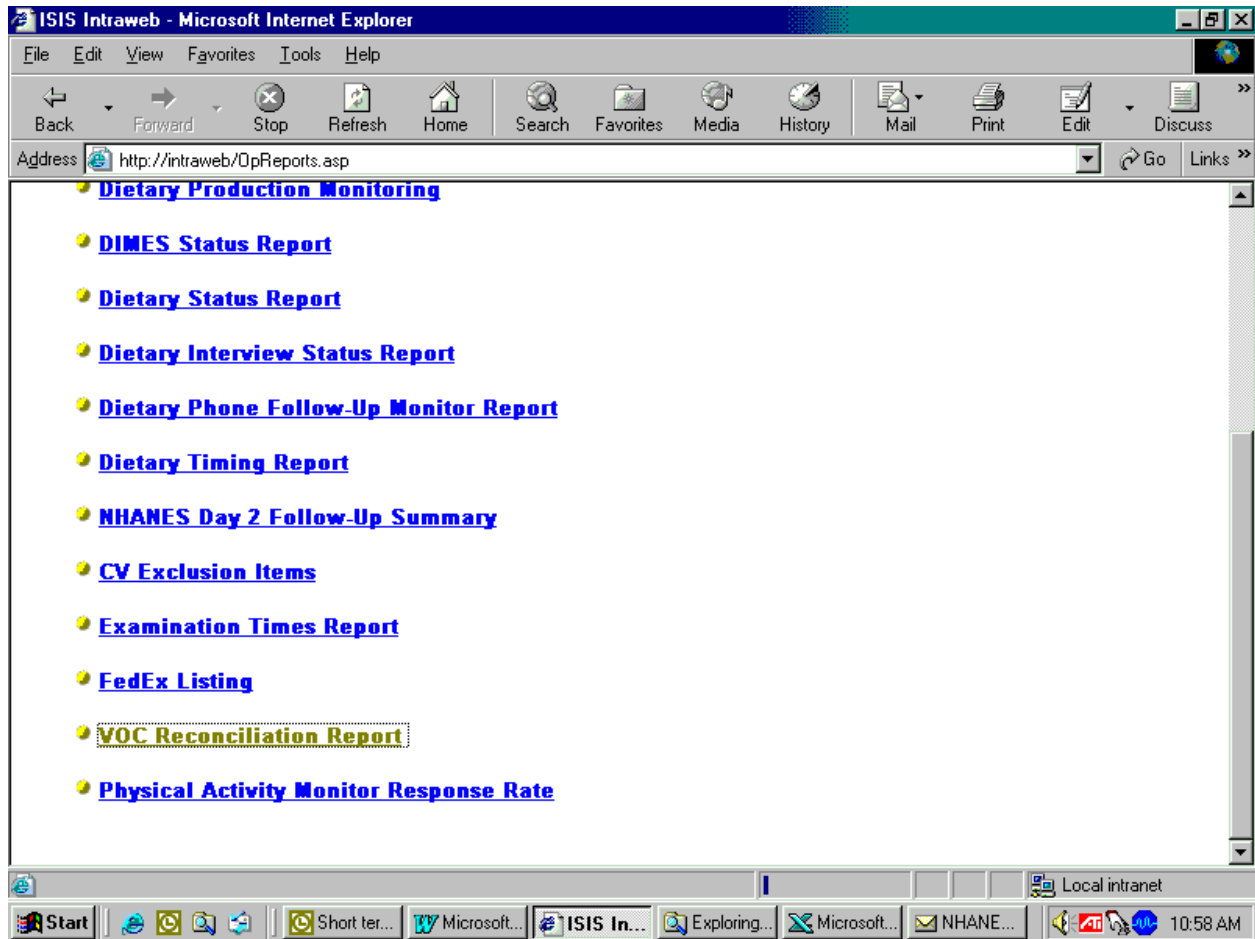 ISIS Intraweb - Microsoft Internet Explorer
File Edit View Favorites Tools Help
Back Forward Stop Refresh Home Search Favorites Media History Mail Print Edit Discuss »
Address http://intraweb/OpReports.asp Go Links »
Dietary Production Monitoring
DIMES Status Report
Dietary Status Report
Dietary Interview Status Report
Dietary Phone Follow-Up Monitor Report
Dietary Timing Report
NHANES Day 2 Follow-Up Summary
CV Exclusion Items
Examination Times Report
FedEx Listing
VOC Reconciliation Report
Physical Activity Monitor Response Rate
Local intranet
Start Short ter... Microsoft... ISIS In... Exploring... Microsoft... NHANE... ATI 10:58 AM